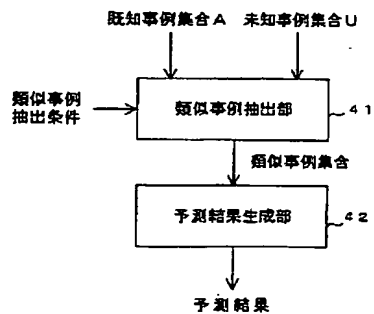 既知事例集合A 未知事例集合U
類似事例
抽出条件
類似事例抽出部
41
類似事例集合
予測結果生成部
42
予測結果